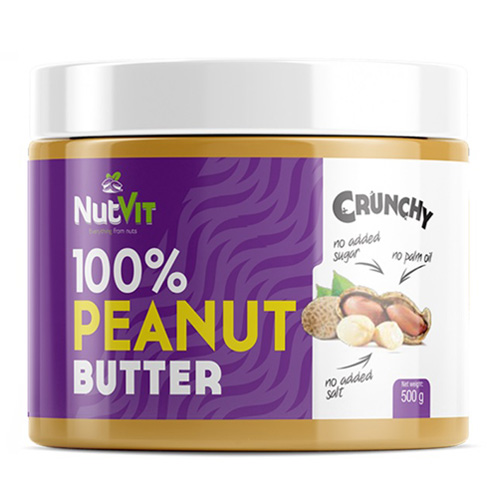 NutVit
Everything from nuts
100%
PEANUT
BUTTER
CRUNCHY
no added
sugar
no palm oil
no added
salt
Net weight:
500 g